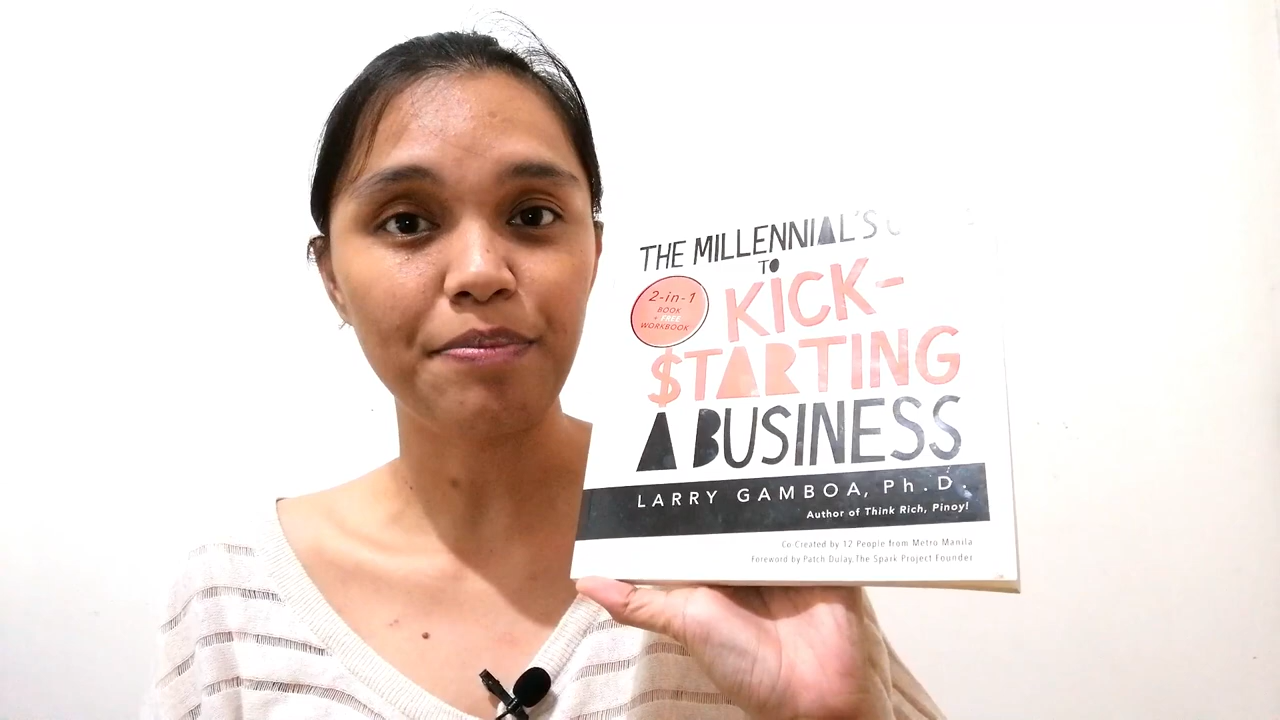 THE MILLENNIAL'S
TO
KICK-
$TARTING
A BUSINESS
2-in-1
BOOK
+ FREE
WORKBOOK
LARRY GAMBOA, Ph.D.
Author of Think Rich, Pinoy!
Co-Created by 12 People from Metro Manila
Foreword by Patch Dulay, The Spark Project Founder